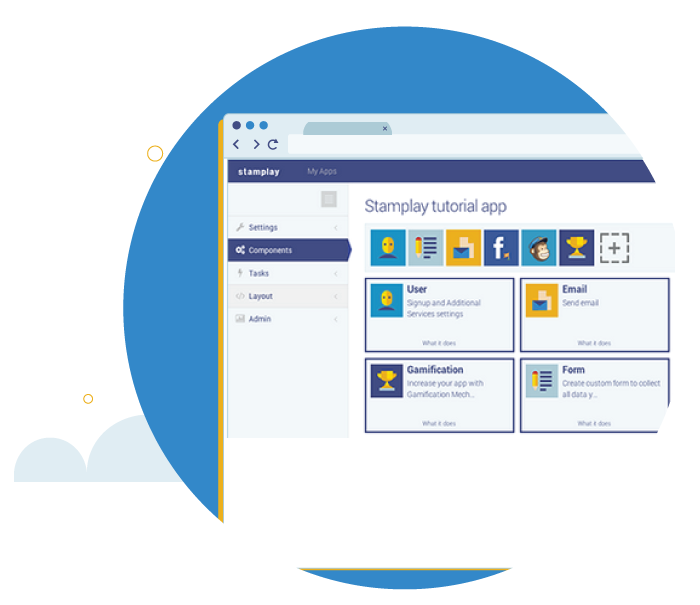 stamplay My Apps
Stamplay tutorial app
Settings
Components
Tasks
Layout
Admin
User
Signup and Additional
Services settings
What it does
Email
Send email
What it does
Gamification
Increase your app with
Gamification Mech...
What it does
Form
Create custom form to collect
all data y...
What it does